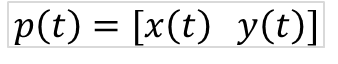 p(t) = [x(t) y(t)]